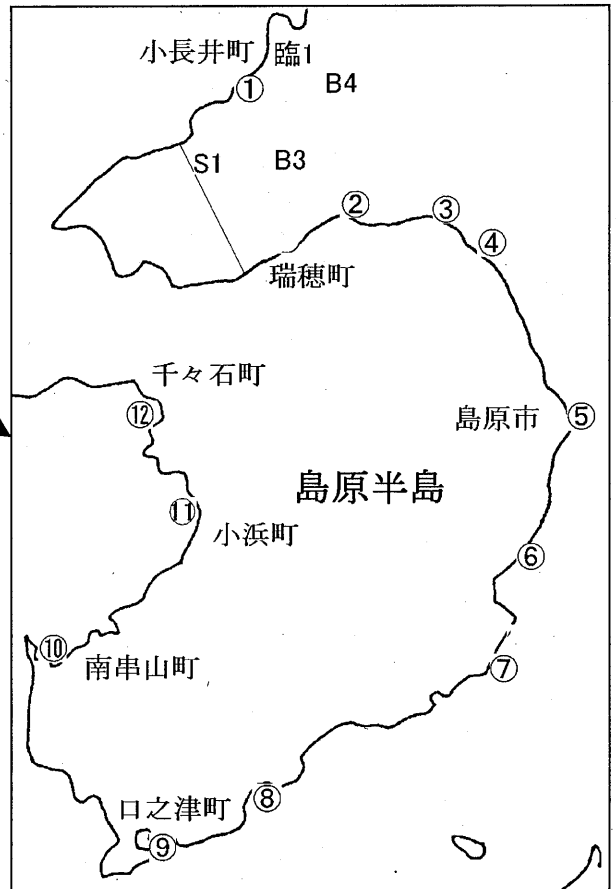 小長井町
臨1
①
B4
S1
B3
②
③
④
瑞穂町
千々石町
⑫
島原市
⑤
島原半島
⑪
小浜町
⑥
⑩
南串山町
⑦
口之津町
⑧
⑨